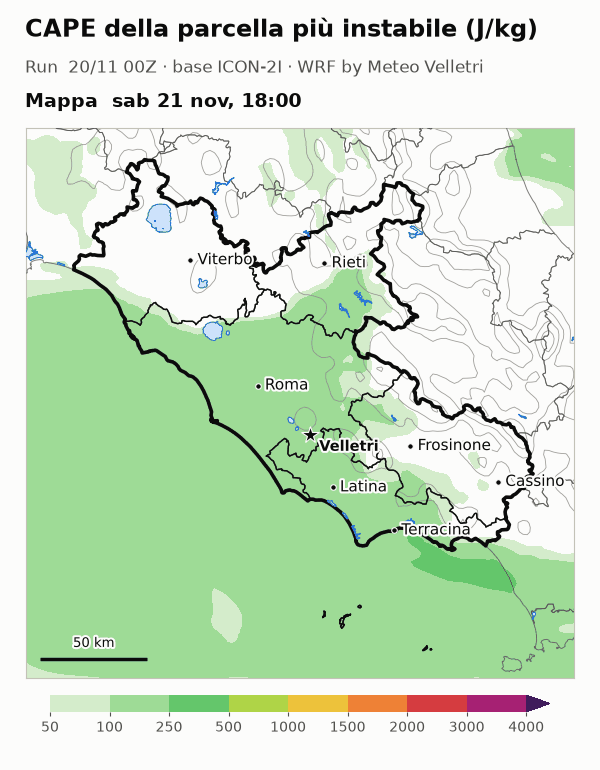 CAPE della parcella più instabile (J/kg)
Run  20/11 00Z · base ICON-2I · WRF by Meteo Velletri
Mappa  sab 21 nov, 18:00
Viterbo
Rieti
Roma
Velletri
Frosinone
Latina
Cassino
Terracina
50 km
50 100 250 500 1000 1500 2000 3000 4000